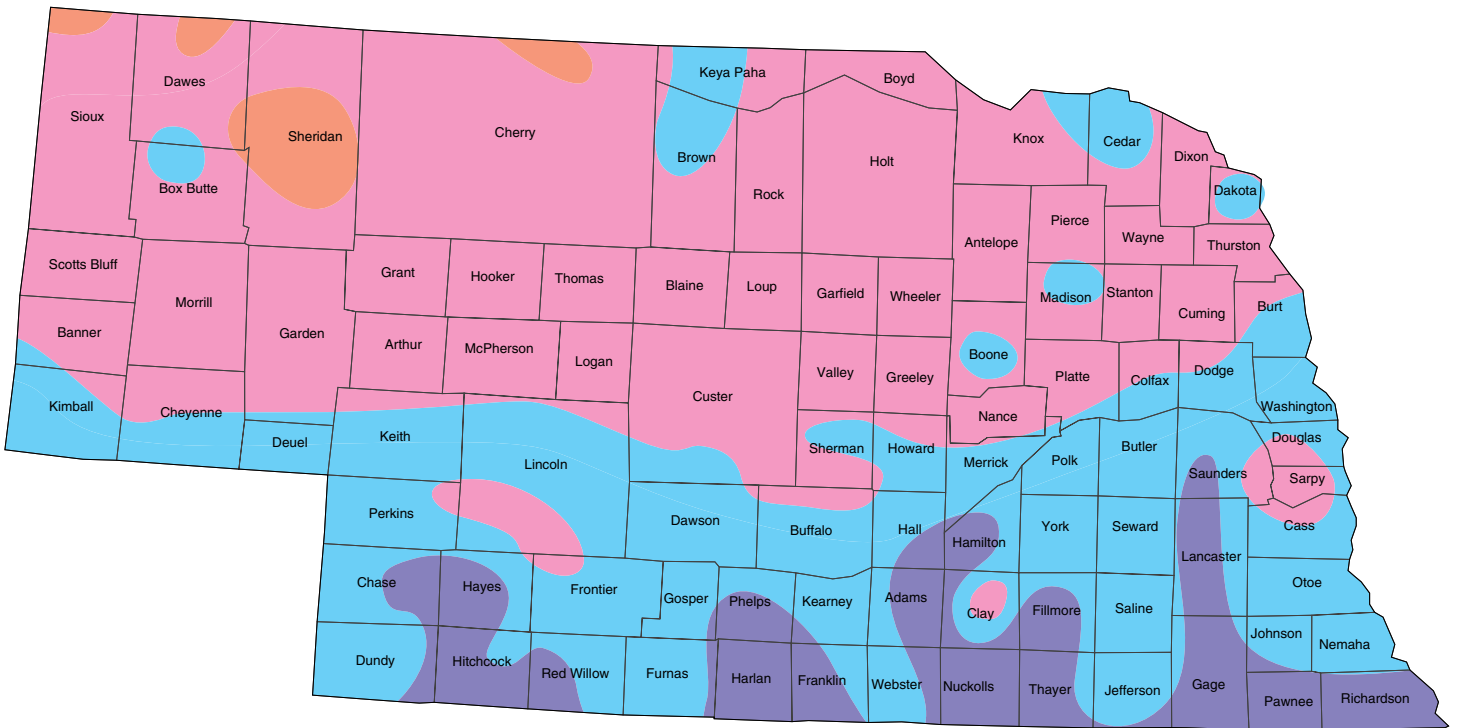 Keya Paha
Boyd
Dawes
Sioux
Sheridan
Cherry
Knox
Cedar
Brown
Holt
Dixon
Box Butte
Rock
Dakota
Pierce
Antelope
Wayne
Thurston
Scotts Bluff
Grant
Hooker
Thomas
Blaine
Loup
Garfield
Wheeler
Madison
Stanton
Morrill
Burt
Cuming
Banner
Garden
Arthur
McPherson
Logan
Boone
Valley
Greeley
Platte
Colfax
Dodge
Custer
Kimball
Cheyenne
Nance
Washington
Deuel
Keith
Sherman
Howard
Butler
Douglas
Lincoln
Merrick
Polk
Saunders
Sarpy
Perkins
Dawson
Buffalo
Hall
York
Seward
Cass
Hamilton
Lancaster
Chase
Hayes
Frontier
Otoe
Gosper
Phelps
Kearney
Adams
Clay
Fillmore
Saline
Johnson
Nemaha
Dundy
Hitchcock
Red Willow
Furnas
Harlan
Franklin
Webster
Nuckolls
Thayer
Jefferson
Gage
Pawnee
Richardson